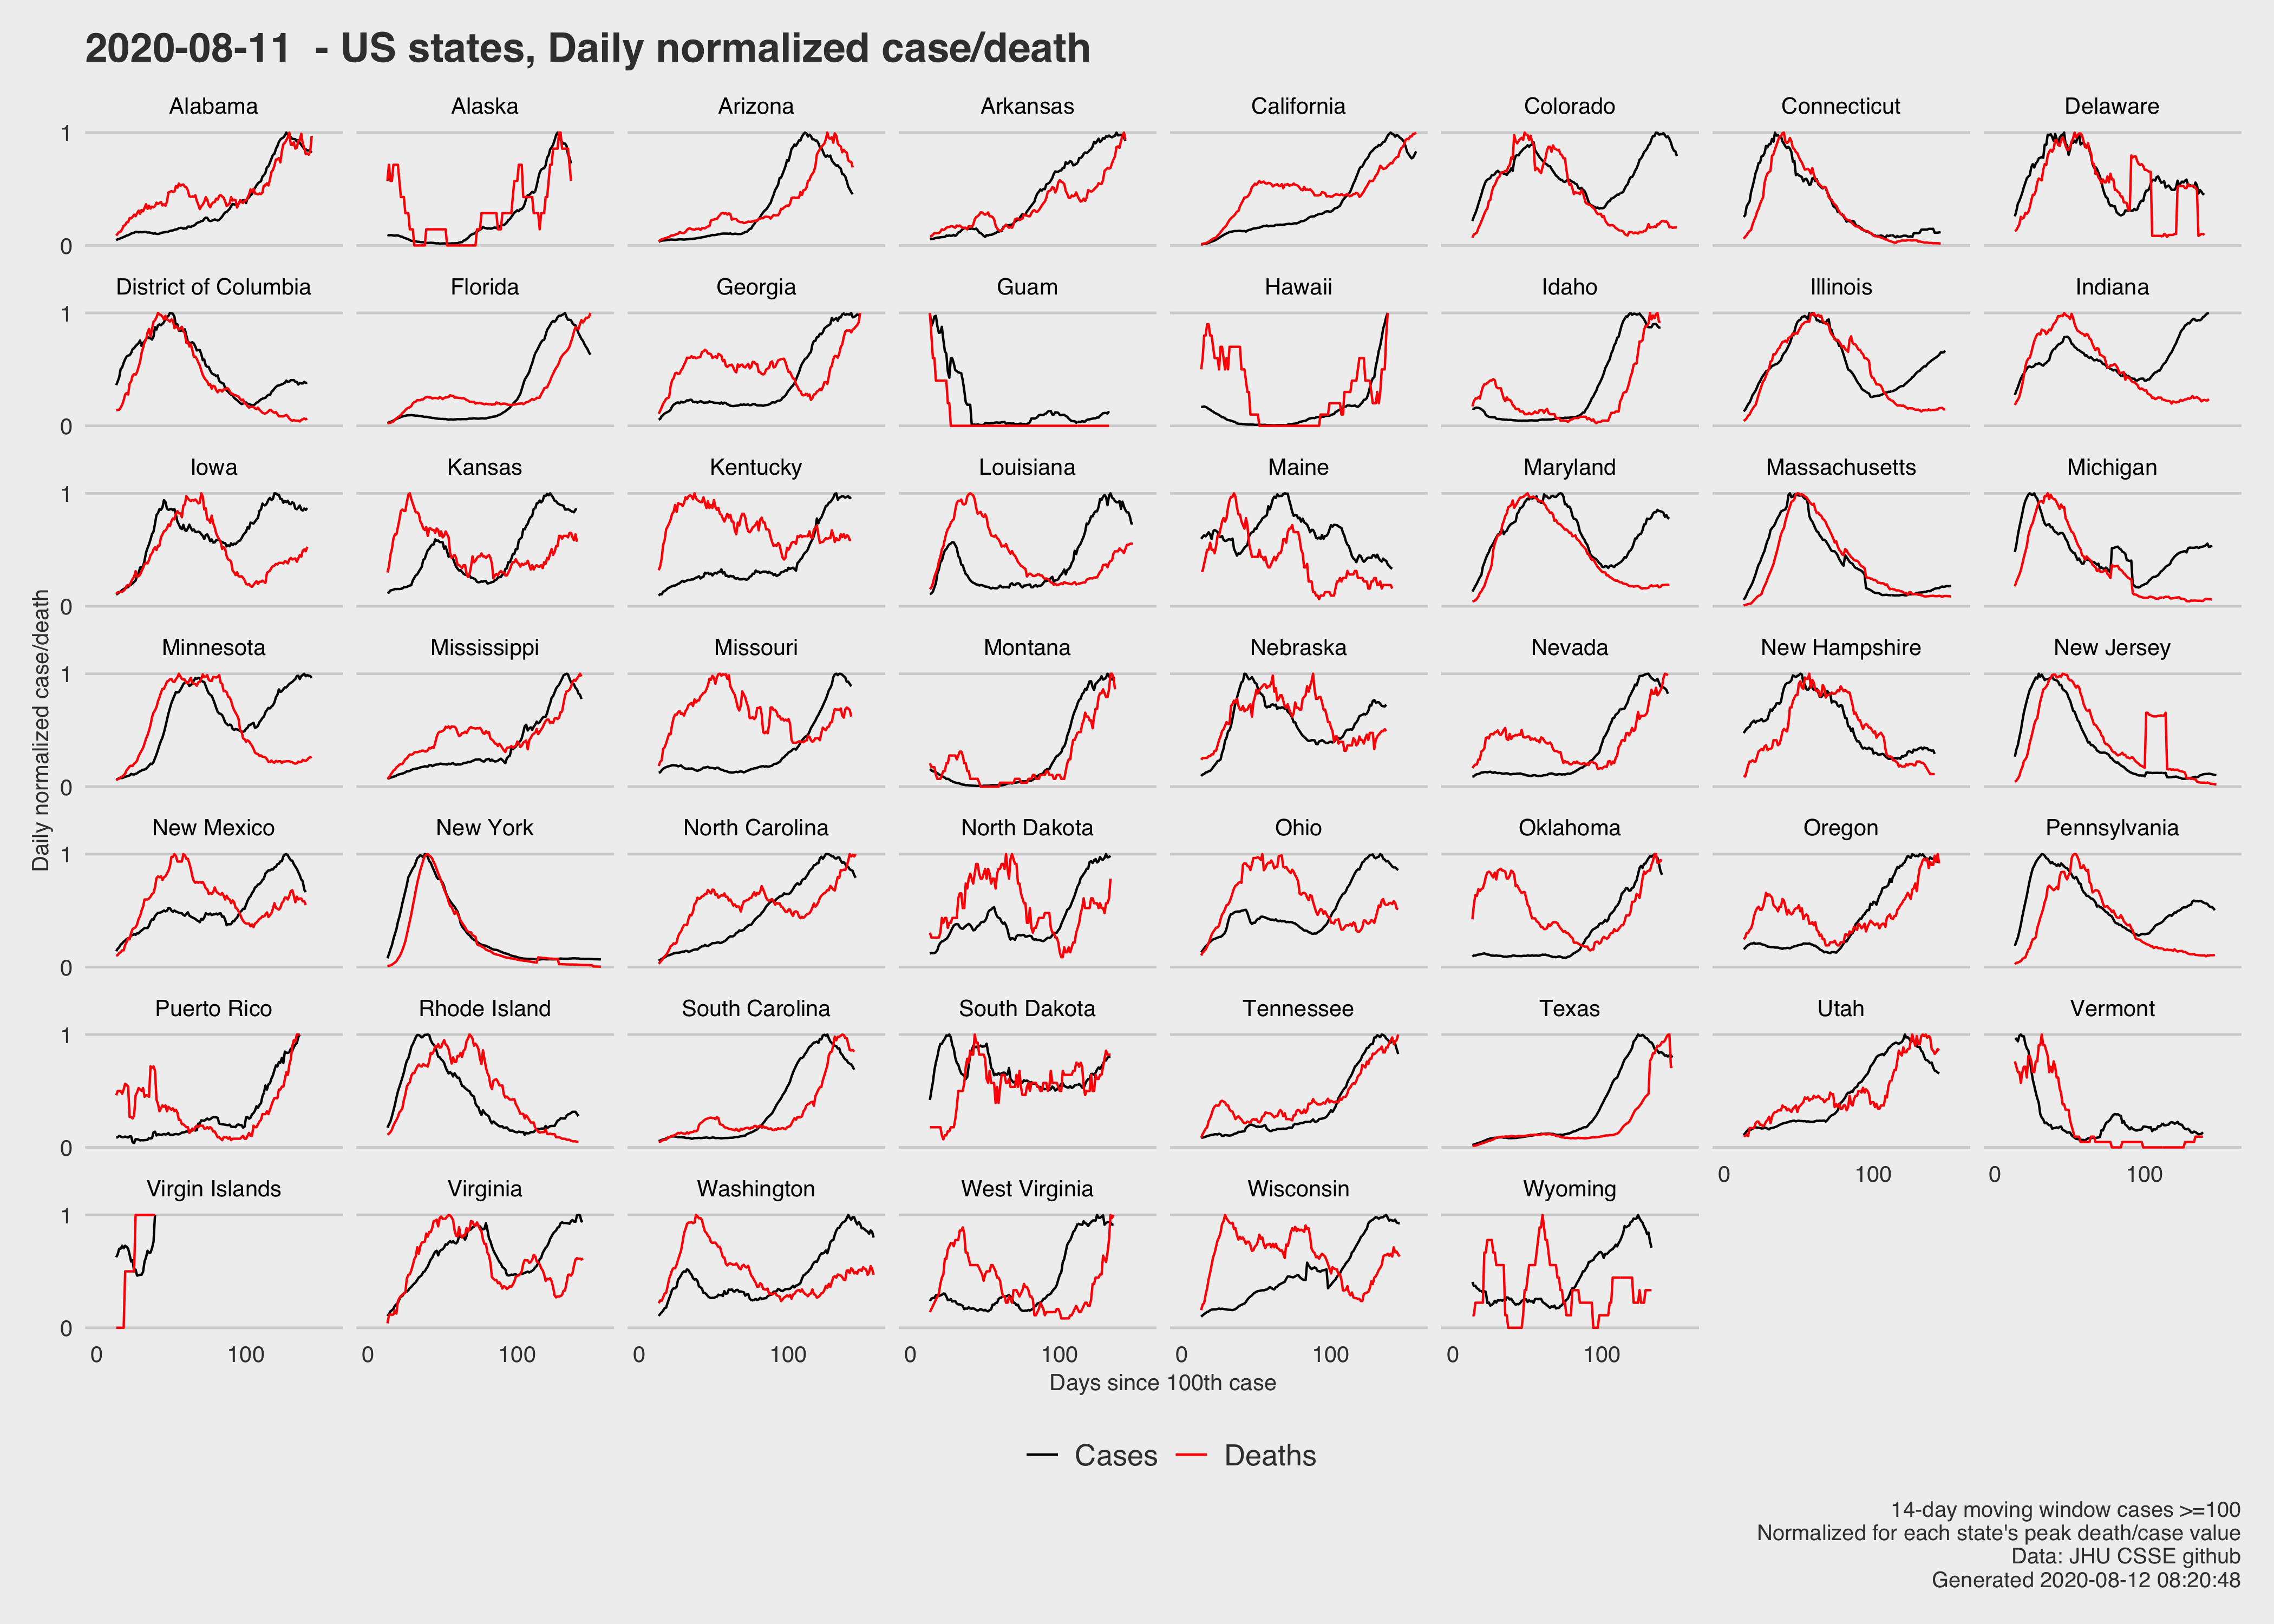 2020-08-11  - US states, Daily normalized case/death
Alabama Alaska Arizona Arkansas California Colorado Connecticut Delaware
1
0
District of Columbia Florida Georgia Guam Hawaii Idaho Illinois Indiana
1
0
Iowa Kansas Kentucky Louisiana Maine Maryland Massachusetts Michigan
1
0
Daily normalized case/death
Minnesota Mississippi Missouri Montana Nebraska Nevada New Hampshire New Jersey
1
0
New Mexico New York North Carolina North Dakota Ohio Oklahoma Oregon Pennsylvania
1
0
Puerto Rico Rhode Island South Carolina South Dakota Tennessee Texas Utah Vermont
1
0
0 100 0 100
Virgin Islands Virginia Washington West Virginia Wisconsin Wyoming
1
0
0 100 0 100 0 100 0 100 0 100 0 100
Days since 100th case
Cases Deaths
14-day moving window cases >=100
Normalized for each state's peak death/case value
Data: JHU CSSE github
Generated 2020-08-12 08:20:48